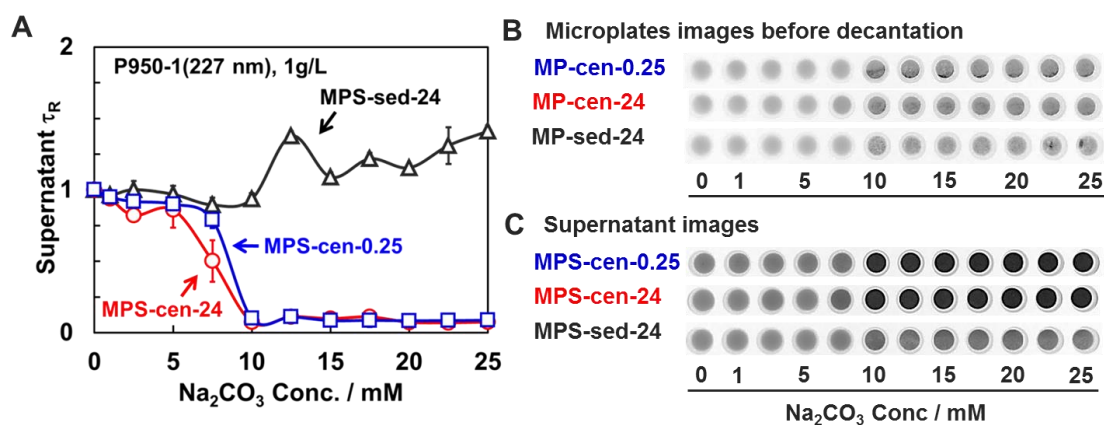 A
2
1
0
Supernatant τR
P950-1(227 nm), 1g/L
MPS-sed-24
MPS-cen-0.25
MPS-cen-24
0 5 10 15 20 25
Na2CO3 Conc. / mM
B Microplates images before decantation
MP-cen-0.25
MP-cen-24
MP-sed-24
0 1 5 10 15 20 25
C Supernatant images
MPS-cen-0.25
MPS-cen-24
MPS-sed-24
0 1 5 10 15 20 25
Na2CO3 Conc / mM